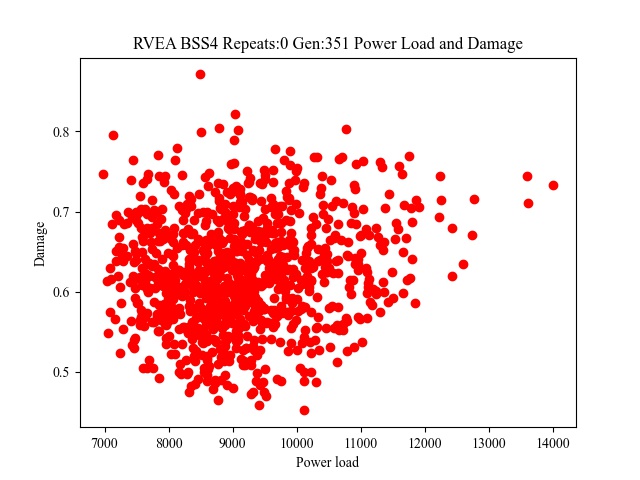 RVEA BSS4 Repeats:0 Gen:351 Power Load and Damage
0.8
0.7
0.6
0.5
Damage
7000 8000 9000 10000 11000 12000 13000 14000
Power load